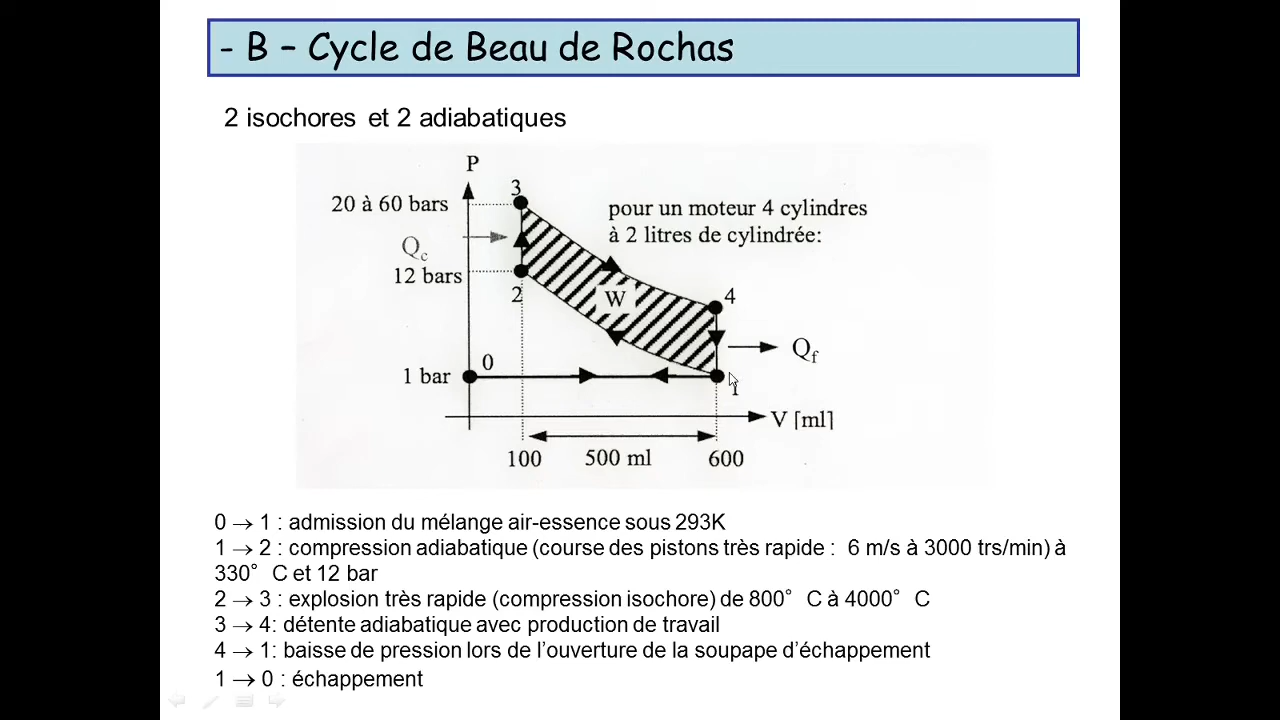 - B – Cycle de Beau de Rochas
2 isochores et 2 adiabatiques
P
3
20 à 60 bars
pour un moteur 4 cylindres
à 2 litres de cylindrée:
Qc
12 bars
2
W
4
Qf
0
1 bar
1
V [ml]
100 500 ml 600
0 → 1 : admission du mélange air-essence sous 293K
1 → 2 : compression adiabatique (course des pistons très rapide : 6 m/s à 3000 trs/min) à
330° C et 12 bar
2 → 3 : explosion très rapide (compression isochore) de 800° C à 4000° C
3 → 4: détente adiabatique avec production de travail
4 → 1: baisse de pression lors de l’ouverture de la soupape d’échappement
1 → 0 : échappement